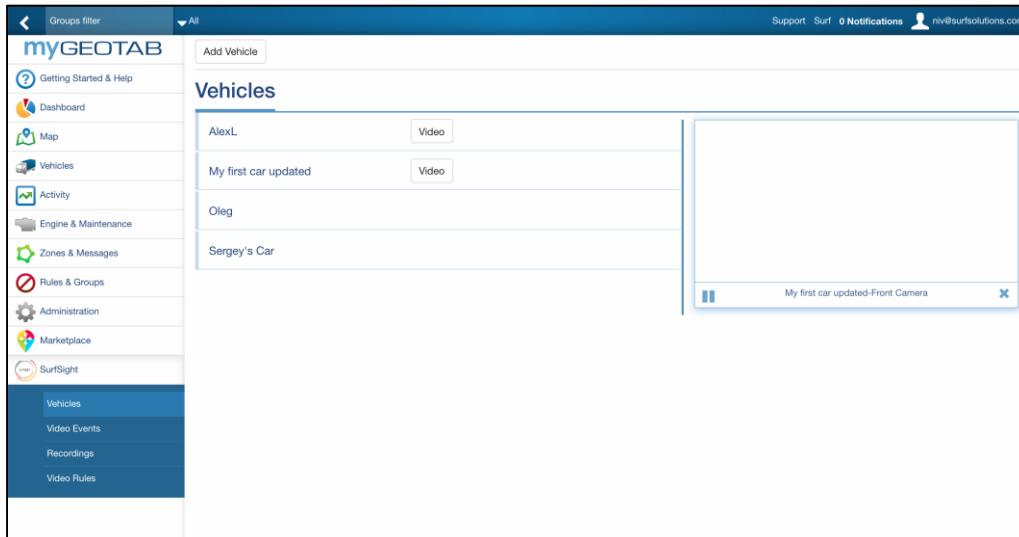 Groups filter
All
Support Surf 0 Notifications niv@surfsolutions.com
myGEOTAB
Getting Started & Help
Dashboard
Map
Vehicles
Activity
Engine & Maintenance
Zones & Messages
Rules & Groups
Administration
Marketplace
SurfSight
Vehicles
Video Events
Recordings
Video Rules
Add Vehicle
Vehicles
AlexL Video
My first car updated Video
Oleg
Sergey's Car
My first car updated-Front Camera